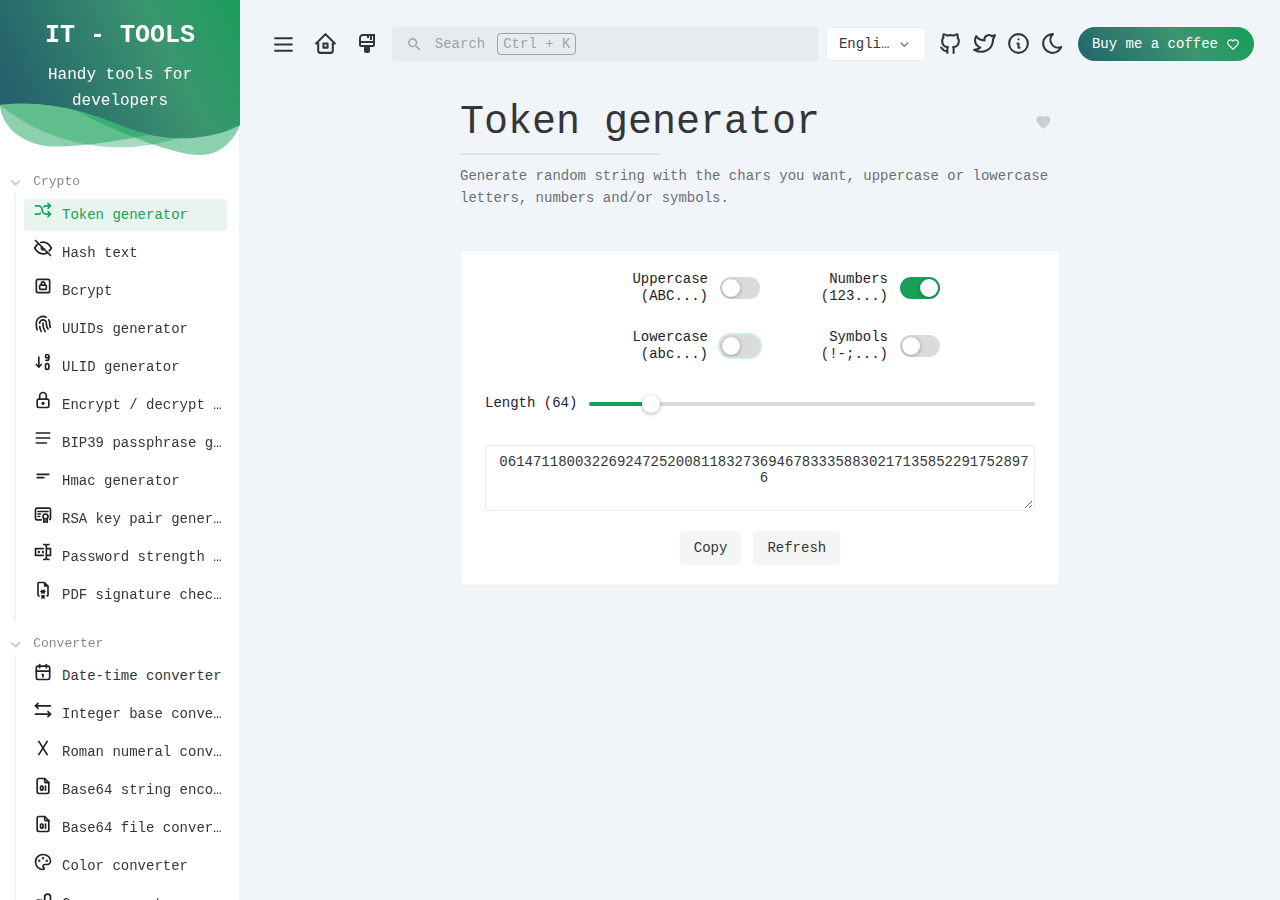 IT - TOOLS
Handy tools for
developers
Crypto
Token generator
Hash text
Bcrypt
UUIDs generator
ULID generator
Encrypt / decrypt …
BIP39 passphrase g…
Hmac generator
RSA key pair gener…
Password strength …
PDF signature chec…
Converter
Date-time converter
Integer base conve…
Roman numeral conv…
Base64 string enco…
Base64 file conver…
Color converter
Search Ctrl + K
Engli…
Buy me a coffee
Token generator
Generate random string with the chars you want, uppercase or lowercase
letters, numbers and/or symbols.
Uppercase
(ABC...)
Numbers
(123...)
Lowercase
(abc...)
Symbols
(!-;...)
Length (64)
061471180032269247252008118327369467833358830217135852291752897
6
Copy
Refresh